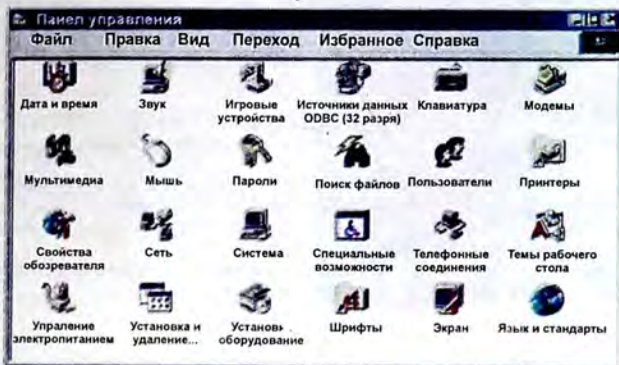 Панел управления
Файл Правка Вид Переход Избранное Справка
Дата и время Звук Игровые устройства Источники данных ODBC (32 разря) Клавиатура Модемы
Мультимедиа Мышь Пароли Поиск файлов Пользователи Принтеры
Свойства обозревателя Сеть Система Специальные возможности Телефонные соединения Темы рабочего стола
Упраление электропитанием Установка и удаление... оборудование Шрифты Экран Язык и стандарты